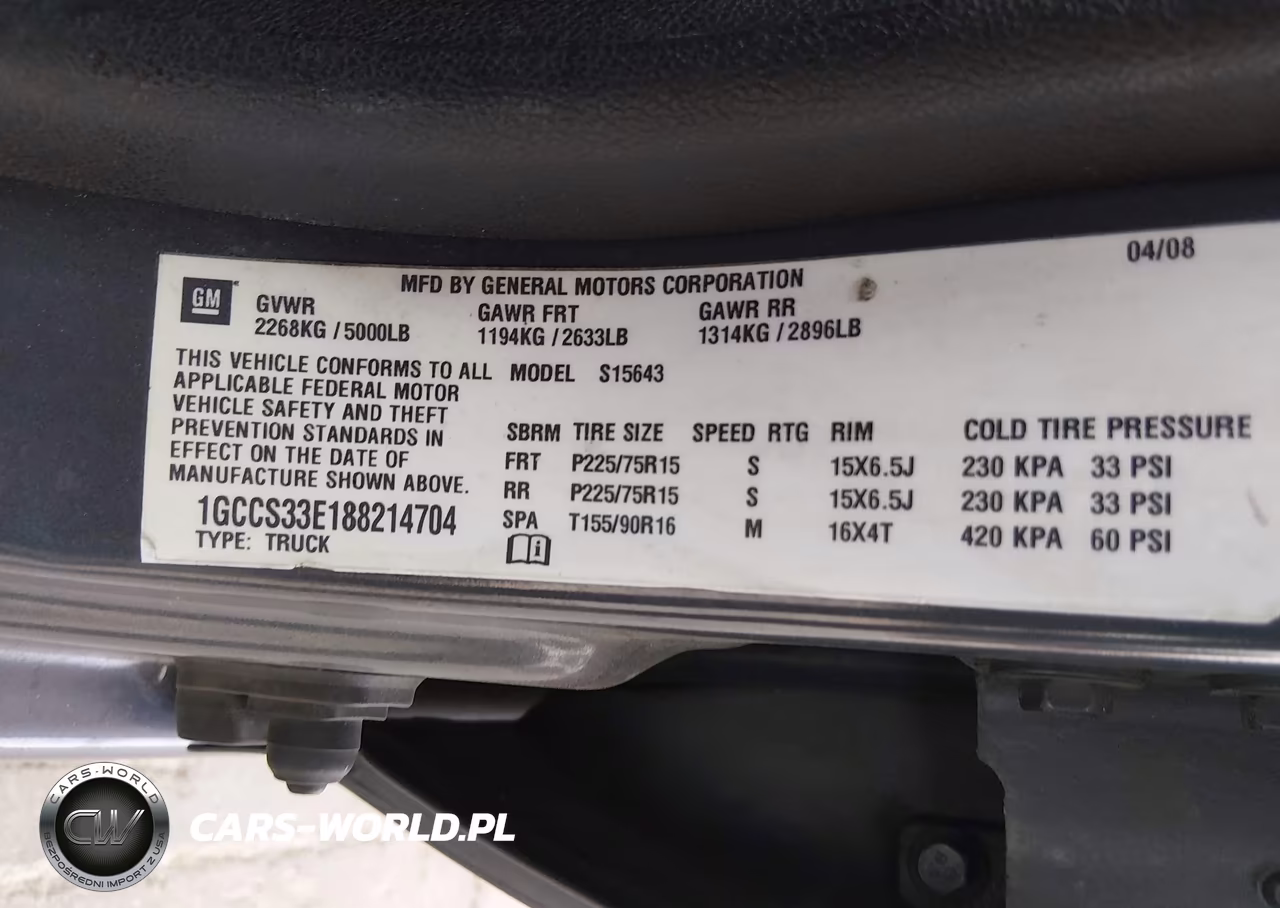 04/08
GM
MFD BY GENERAL MOTORS CORPORATION
GVWR GAWR FRT GAWR RR
2268KG / 5000LB 1194KG / 2633LB 1314KG / 2896LB
THIS VEHICLE CONFORMS TO ALL
APPLICABLE FEDERAL MOTOR
VEHICLE SAFETY AND THEFT
PREVENTION STANDARDS IN
EFFECT ON THE DATE OF
MANUFACTURE SHOWN ABOVE.
1GCCS33E188214704
TYPE: TRUCK
MODEL S15643
SBRM TIRE SIZE SPEED RTG RIM COLD TIRE PRESSURE
FRT P225/75R15 S 15X6.5J 230 KPA 33 PSI
RR P225/75R15 S 15X6.5J 230 KPA 33 PSI
SPA T155/90R16 M 16X4T 420 KPA 60 PSI
CARS-WORLD
CW
BEZPOŚREDNI IMPORT Z USA
CARS-WORLD.PL